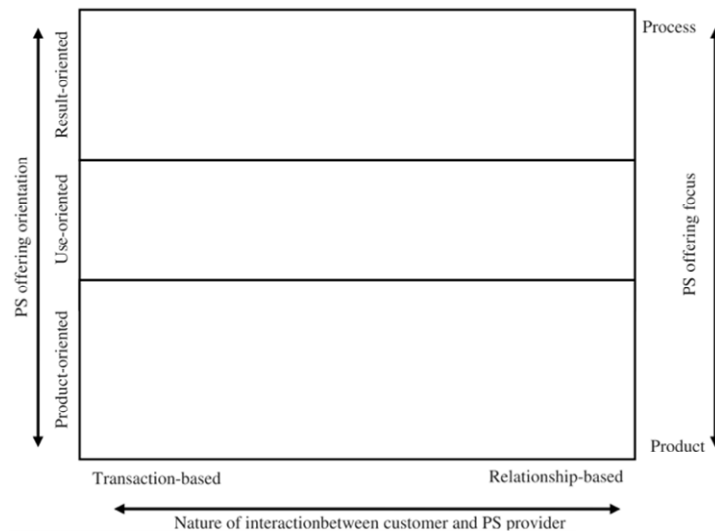 Process
Result-oriented
Use-oriented
Product-oriented
PS offering orientation
PS offering focus
Product
Transaction-based
Relationship-based
Nature of interactionbetween customer and PS provider